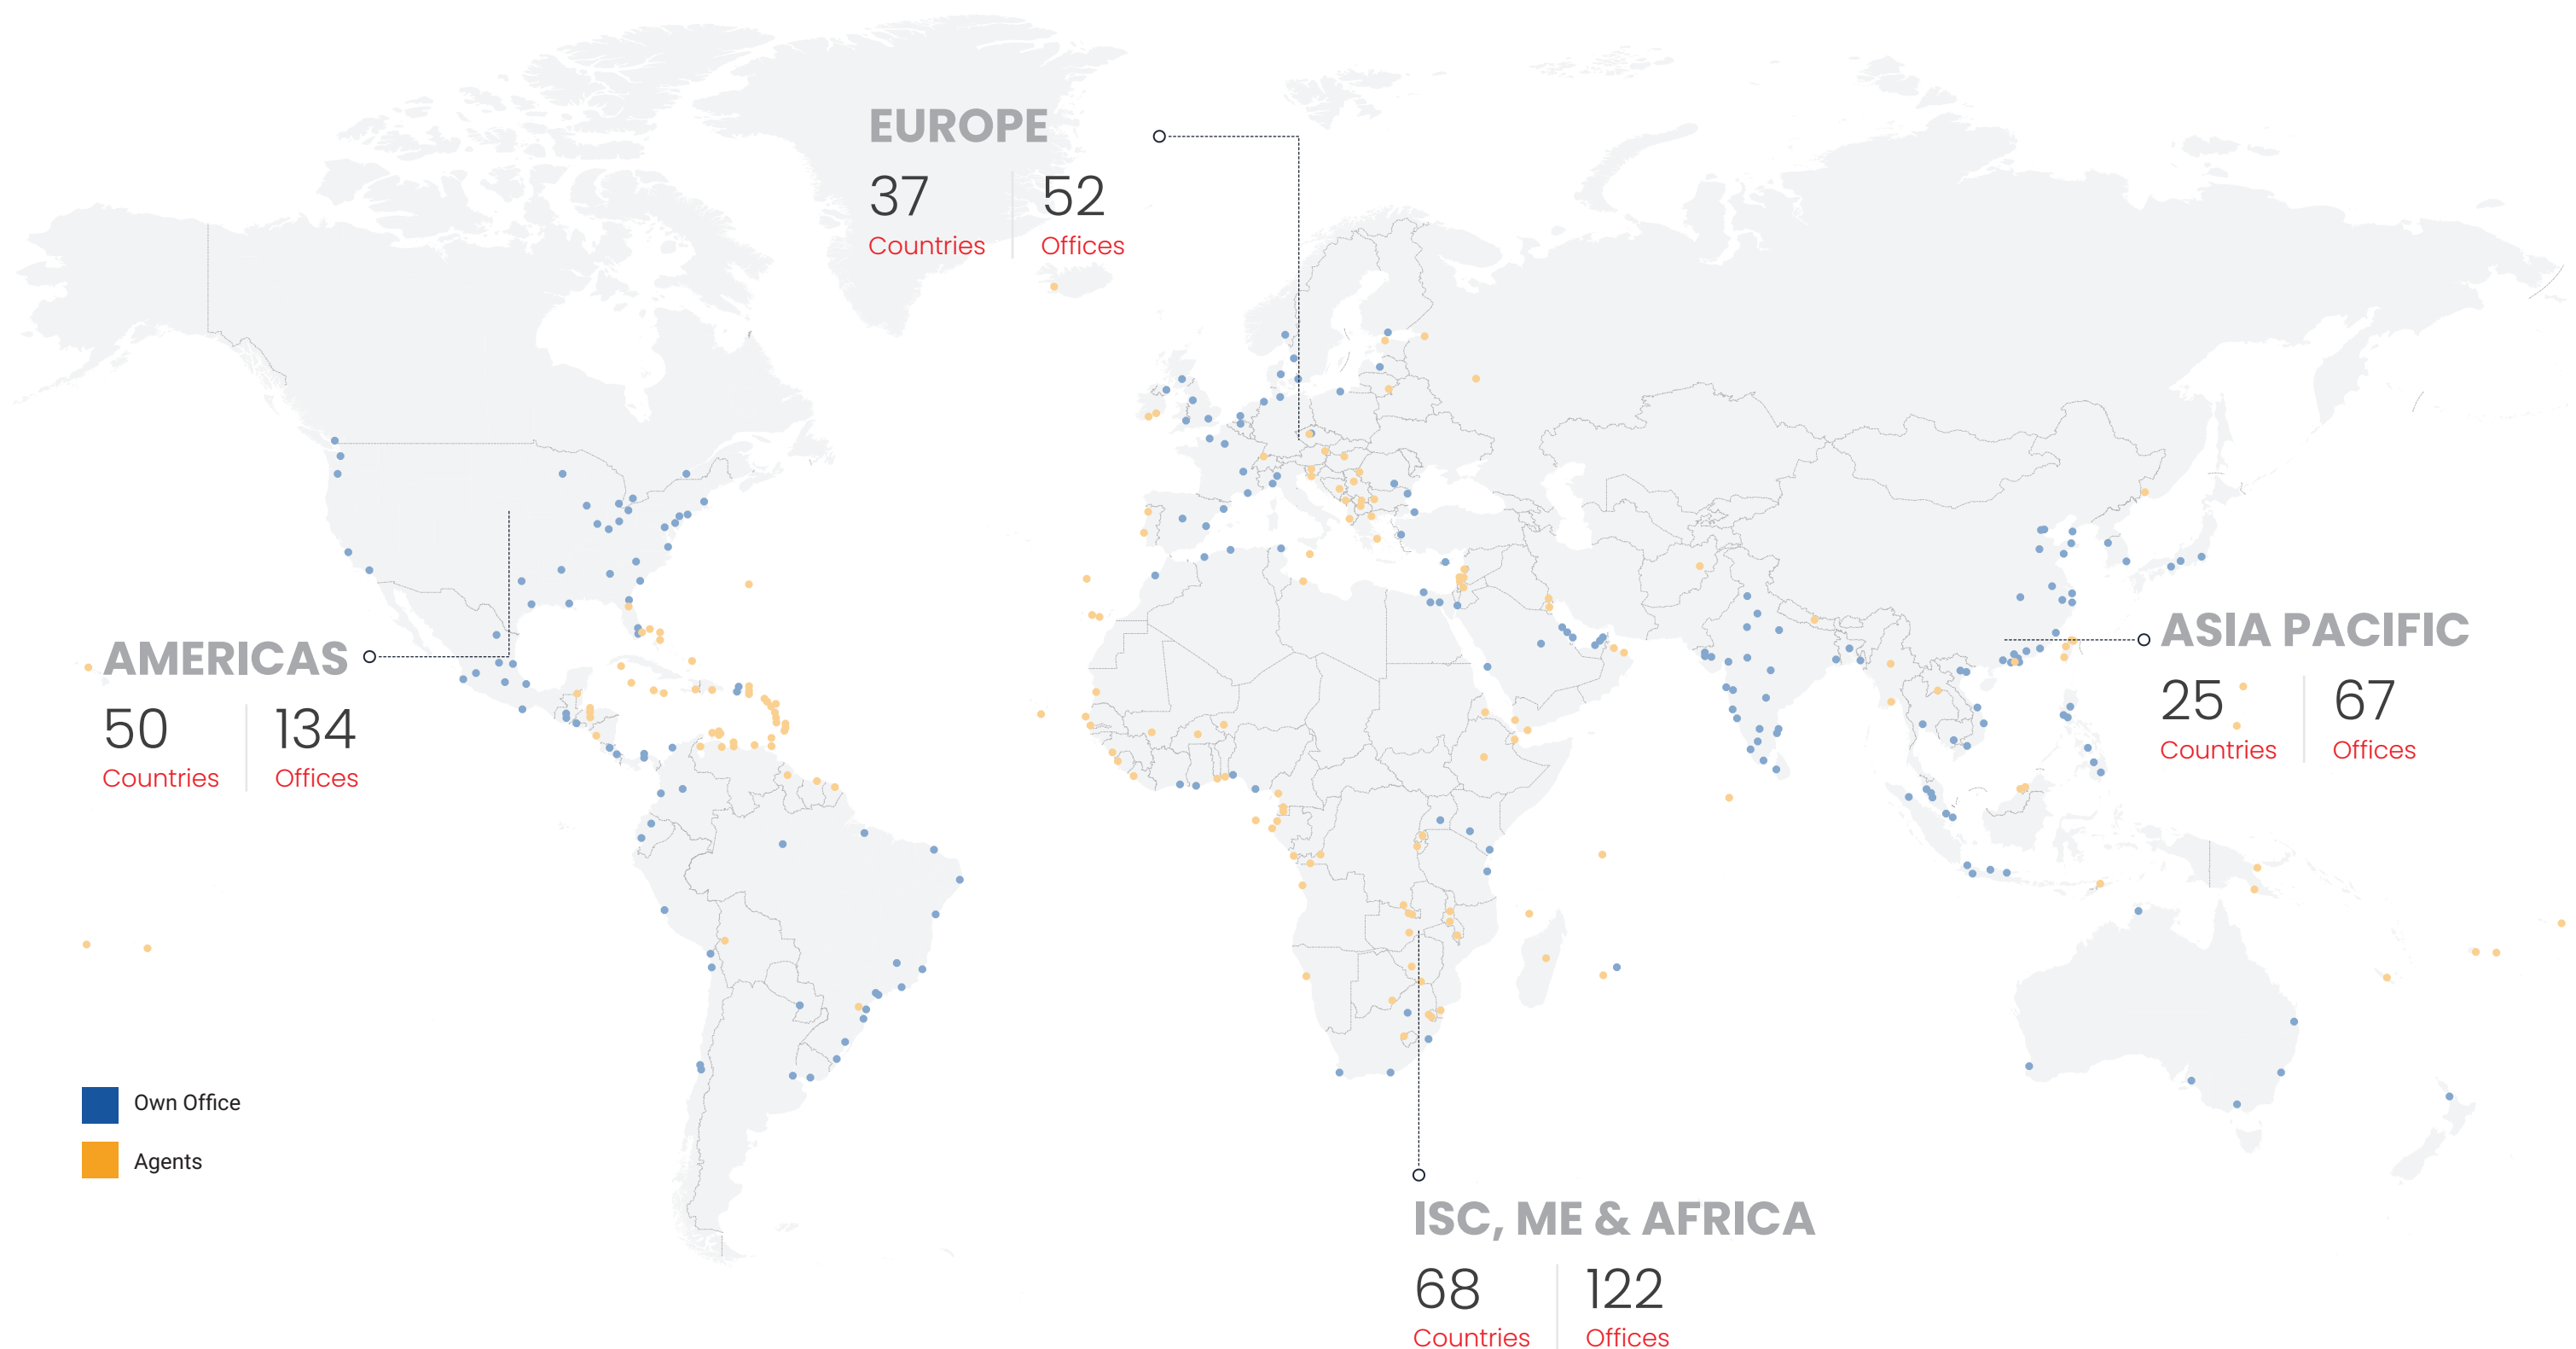 EUROPE
37 52
Countries Offices
AMERICAS
50 134
Countries Offices
ASIA PACIFIC
25 67
Countries Offices
Own Office
Agents
ISC, ME & AFRICA
68 122
Countries Offices